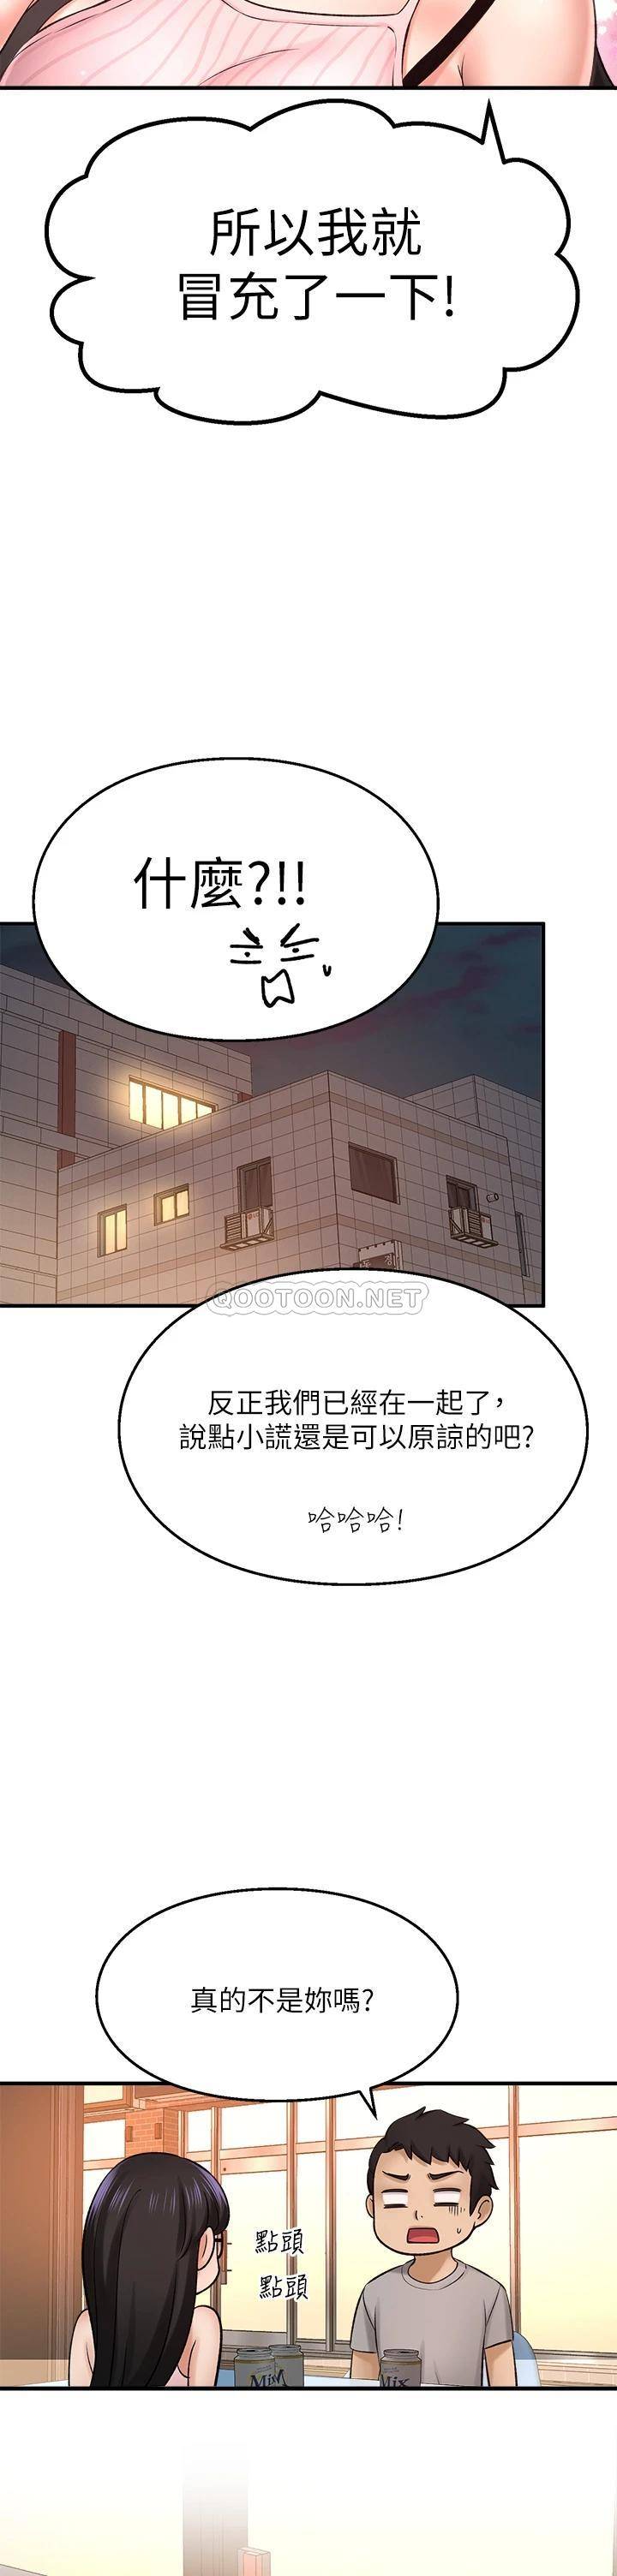 所以我就
冒充了一下!
什麼?!!
QOOTOON.NET
反正我們已經在一起了,
說點小謊還是可以原諒的吧?
哈哈哈!
真的不是妳嗎?
點頭
點頭
Mix
Mix